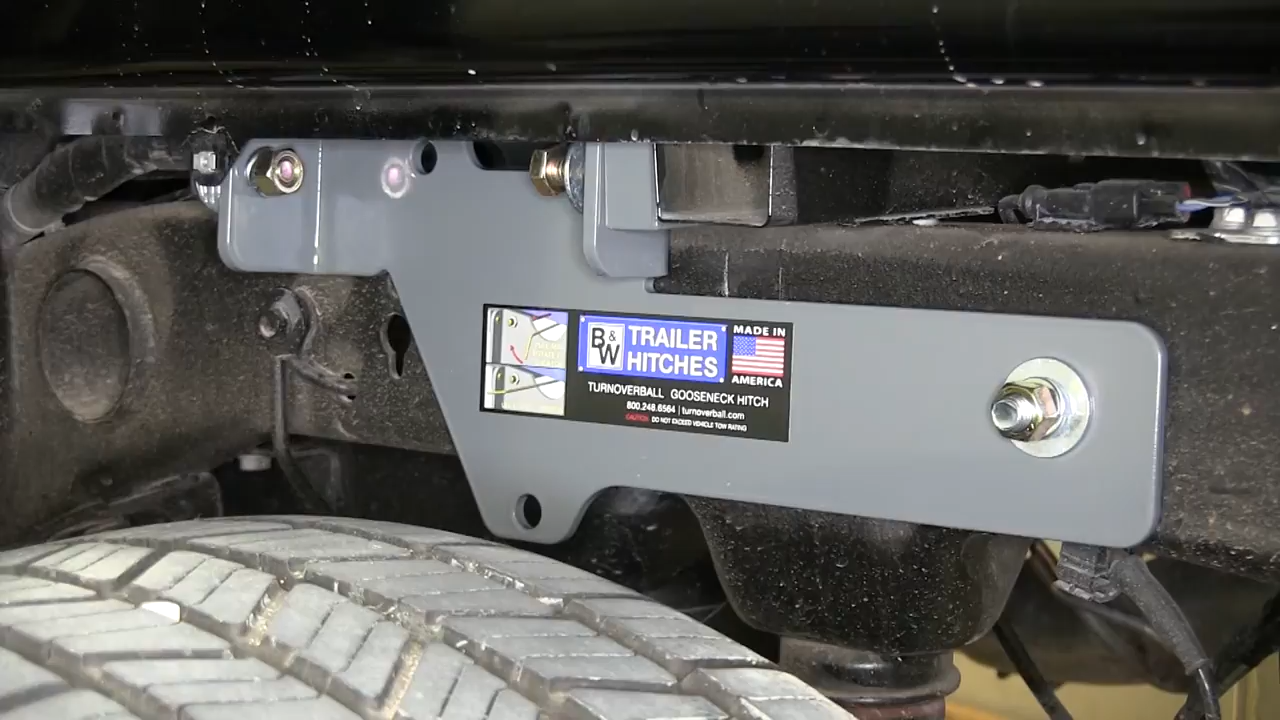 B&W
TRAILER
HITCHES
MADE IN
AMERICA
TURNOVERBALL GOOSENECK HITCH
800.248.6564 | turnoverball.com
CAUTION: DO NOT EXCEED VEHICLE TOW RATING